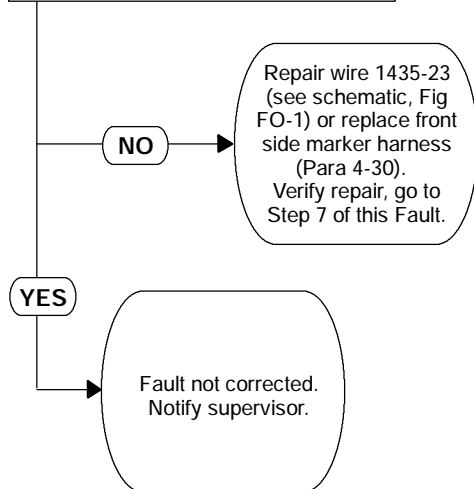 Repair wire 1435-23
(see schematic, Fig
FO-1) or replace front
side marker harness
(Para 4-30).
Verify repair, go to
Step 7 of this Fault.
NO
YES
Fault not corrected.
Notify supervisor.